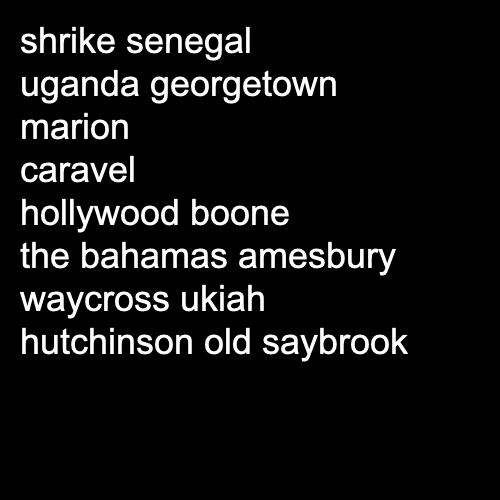 shrike senegal
uganda georgetown
marion
caravel
hollywood boone
the bahamas amesbury
waycross ukiah
hutchinson old saybrook